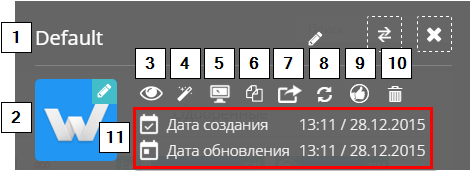 1 Default
3 4 5 6 7 8 9 10
2 W
11 Дата создания 13:11 / 28.12.2015
Дата обновления 13:11 / 28.12.2015